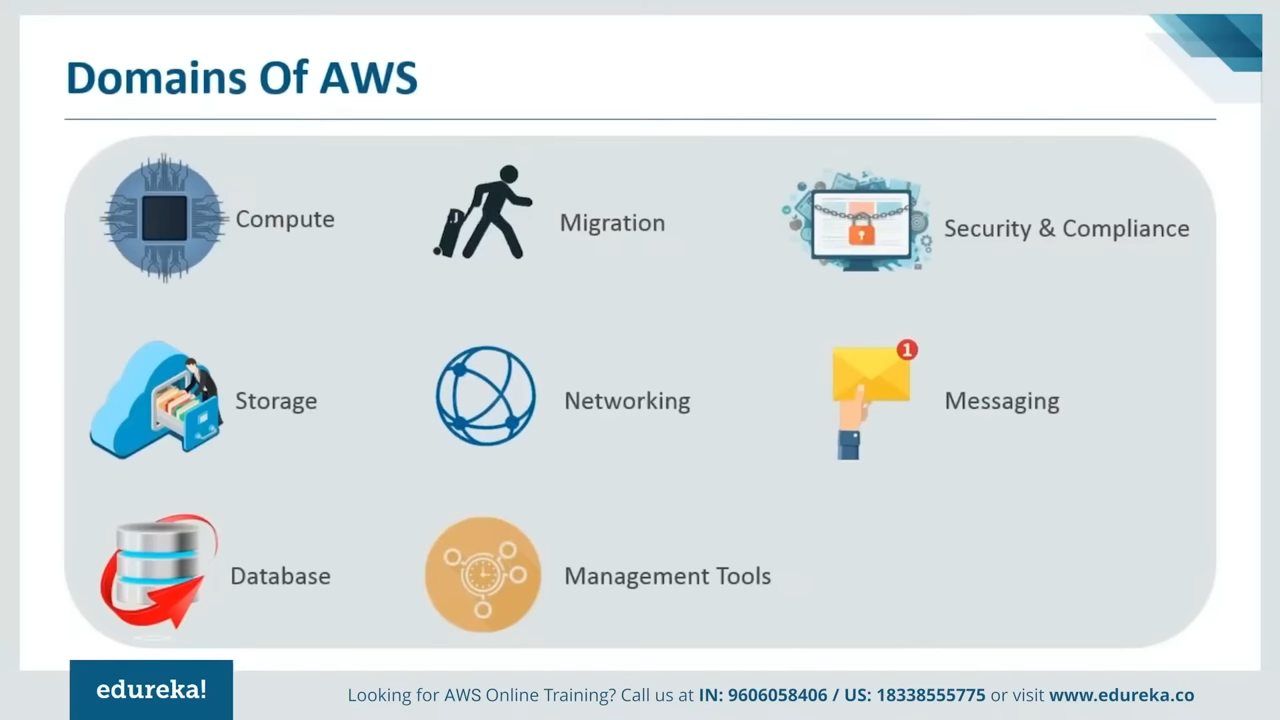 Domains Of AWS
Compute
Migration
Security & Compliance
Storage
Networking
1
Messaging
Database
Management Tools
edureka!
Looking for AWS Online Training? Call us at IN: 9606058406 / US: 18338555775 or visit www.edureka.co